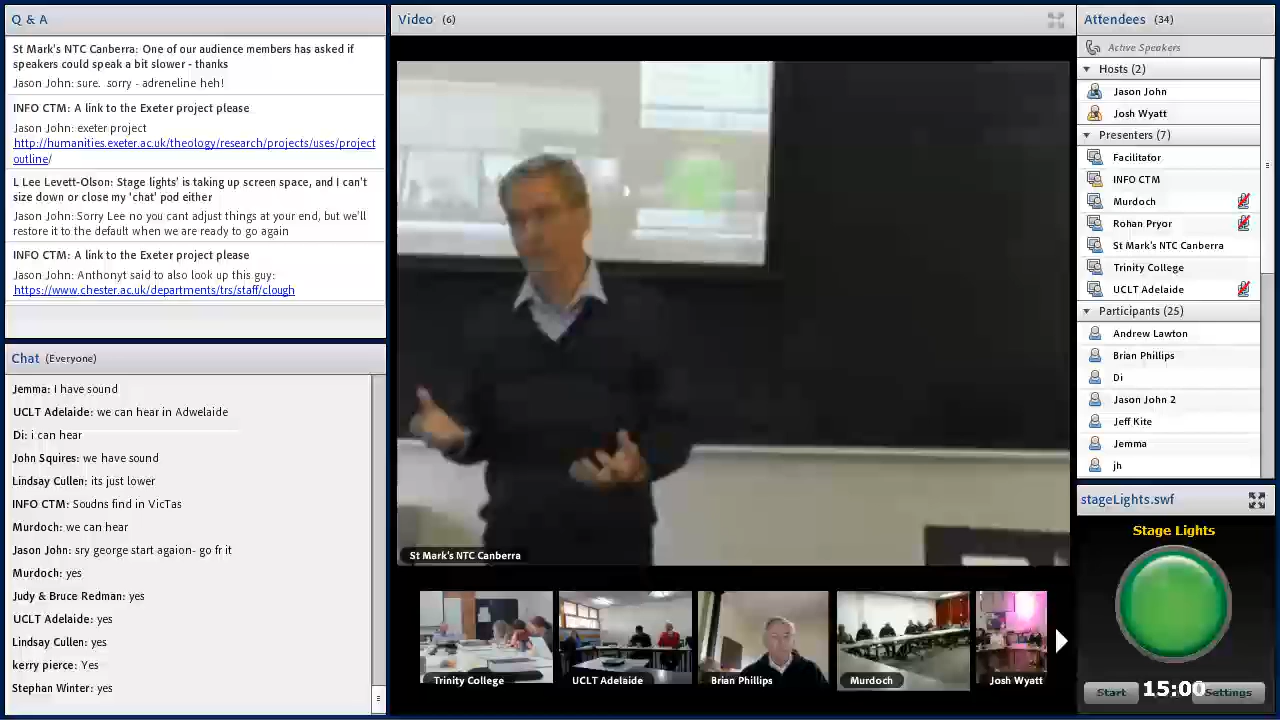 Q & A
St Mark's NTC Canberra: One of our audience members has asked if
speakers could speak a bit slower - thanks
Jason John: sure. sorry - adreneline heh!
INFO CTM: A link to the Exeter project please
Jason John: exeter project
http://humanities.exeter.ac.uk/theology/research/projects/uses/project
outline/
L Lee Levett-Olson: Stage lights' is taking up screen space, and I can't
size down or close my 'chat' pod either
Jason John: Sorry Lee no you cant adjust things at your end, but we'll
restore it to the default when we are ready to go again
INFO CTM: A link to the Exeter project please
Jason John: Anthonyt said to also look up this guy:
https://www.chester.ac.uk/departments/trs/staff/clough
Chat (Everyone)
Jemma: I have sound
UCLT Adelaide: we can hear in Adwelaide
Di: i can hear
John Squires: we have sound
Lindsay Cullen: its just lower
INFO CTM: Soudns find in VicTas
Murdoch: we can hear
Jason John: sry george start agaion- go fr it
Murdoch: yes
Judy & Bruce Redman: yes
UCLT Adelaide: yes
Lindsay Cullen: yes
kerry pierce: Yes
Stephan Winter: yes
Video (6)
St Mark's NTC Canberra
Trinity College
UCLT Adelaide
Brian Phillips
Murdoch
Josh Wyatt
Attendees (34)
Active Speakers
Hosts (2)
Jason John
Josh Wyatt
Presenters (7)
Facilitator
INFO CTM
Murdoch
Rohan Pryor
St Mark's NTC Canberra
Trinity College
UCLT Adelaide
Participants (25)
Andrew Lawton
Brian Phillips
Di
Jason John 2
Jeff Kite
Jemma
jh
stageLights.swf
Stage Lights
Start 15:00 Settings